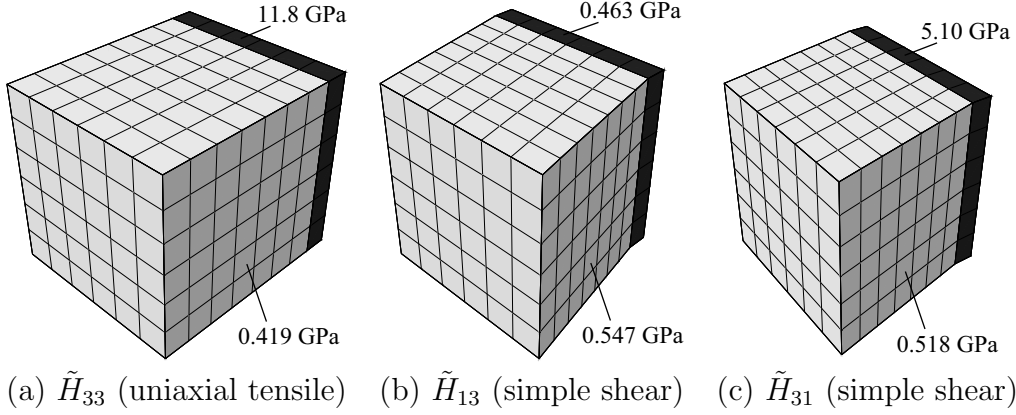 11.8 GPa
0.463 GPa
5.10 GPa
0.419 GPa
0.547 GPa
0.518 GPa
(a) H̃₃₃ (uniaxial tensile)
(b) H̃₁₃ (simple shear)
(c) H̃₃₁ (simple shear)